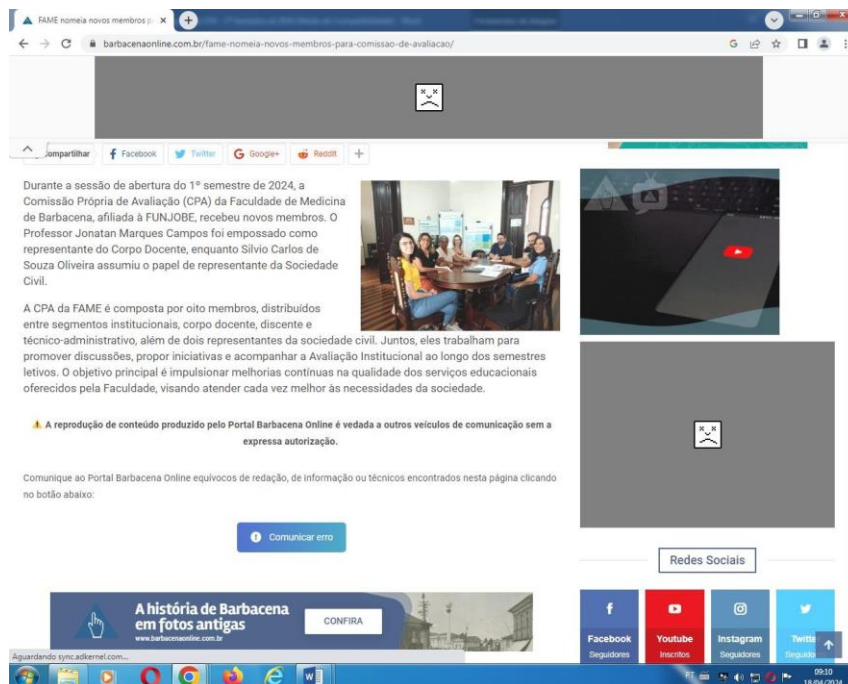 FAME nomeia novos membros p
barbacenaonline.com.br/fame-nomeia-novos-membros-para-comissao-de-avaliacao/
ompartilhar Facebook Twitter Google+ Reddit
Durante a sessão de abertura do 1º semestre de 2024, a
Comissão Própria de Avaliação (CPA) da Faculdade de Medicina
de Barbacena, afiliada à FUNJOBE, recebeu novos membros. O
Professor Jonatan Marques Campos foi empossado como
representante do Corpo Docente, enquanto Silvio Carlos de
Souza Oliveira assumiu o papel de representante da Sociedade
Civil.
A CPA da FAME é composta por oito membros, distribuídos
entre segmentos institucionais, corpo docente, discente e
técnico-administrativo, além de dois representantes da sociedade civil. Juntos, eles trabalham para
promover discussões, propor iniciativas e acompanhar a Avaliação Institucional ao longo dos semestres
letivos. O objetivo principal é impulsionar melhorias contínuas na qualidade dos serviços educacionais
oferecidos pela Faculdade, visando atender cada vez melhor às necessidades da sociedade.
A reprodução de conteúdo produzido pelo Portal Barbacena Online é vedada a outros veículos de comunicação sem a
expressa autorização.
Comunique ao Portal Barbacena Online equívocos de redação, de informação ou técnicos encontrados nesta página clicando
no botão abaixo:
Comunicar erro
A história de Barbacena
em fotos antigas
www.barbacenaonline.com.br
CONFIRA
Redes Sociais
Facebook Youtube Instagram Twitte
Seguidores Inscritos Seguidores Seguido
Aguardando sync.adkernel.com...
PT 09:10
18/04/2024